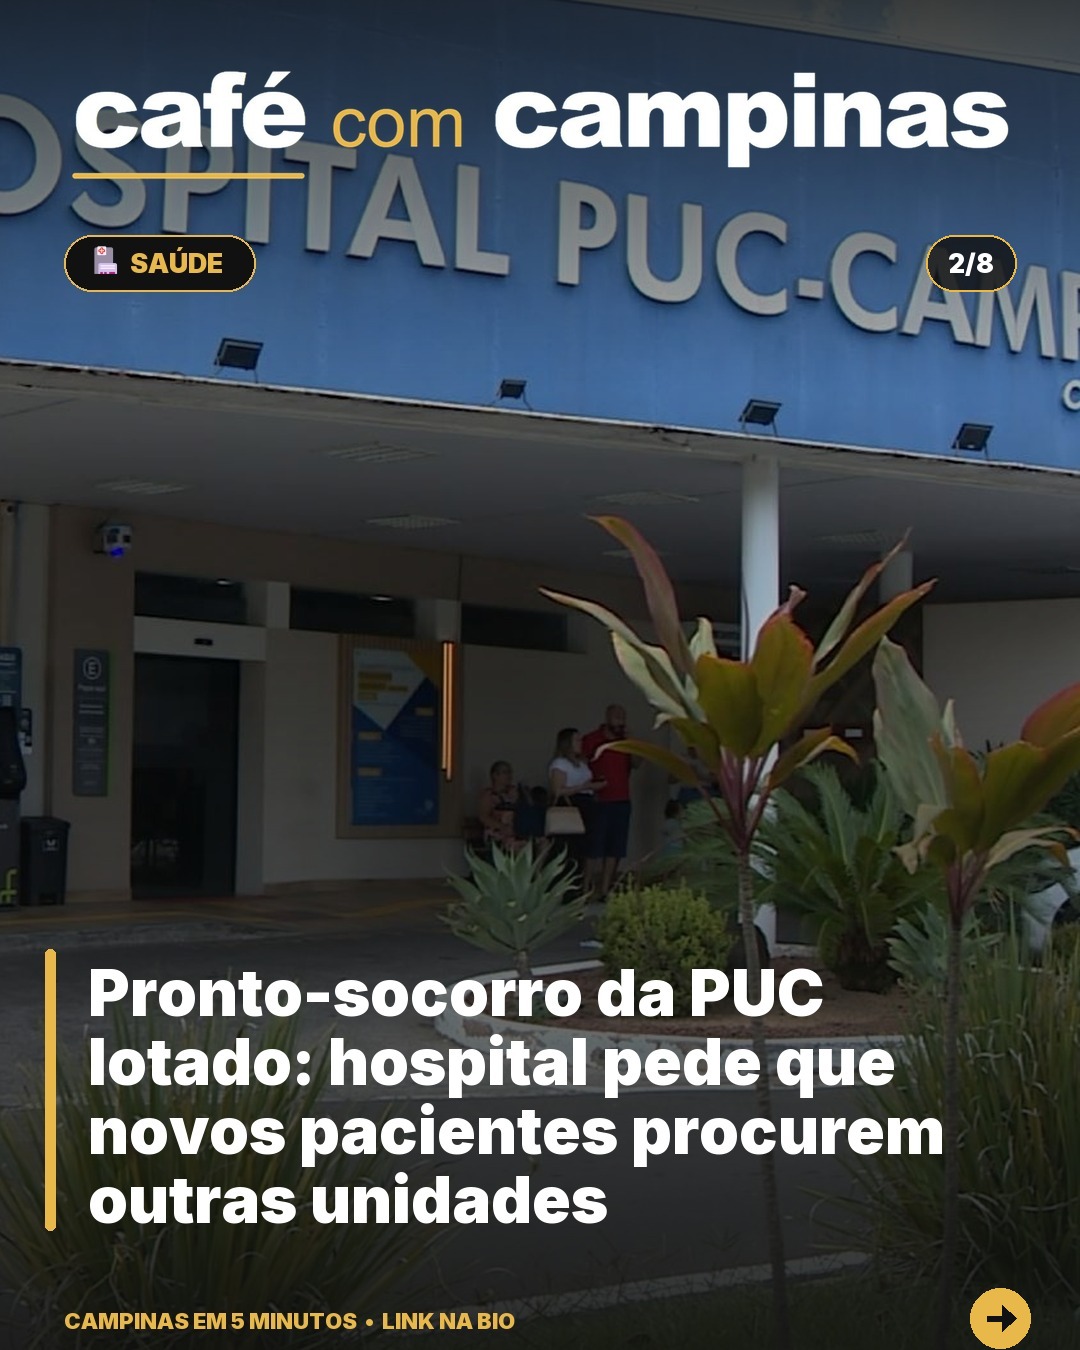 café com campinas
OSPITAL PUC-CAMP
SAÚDE
2/8
Pronto-socorro da PUC
lotado: hospital pede que
novos pacientes procurem
outras unidades
CAMPINAS EM 5 MINUTOS • LINK NA BIO